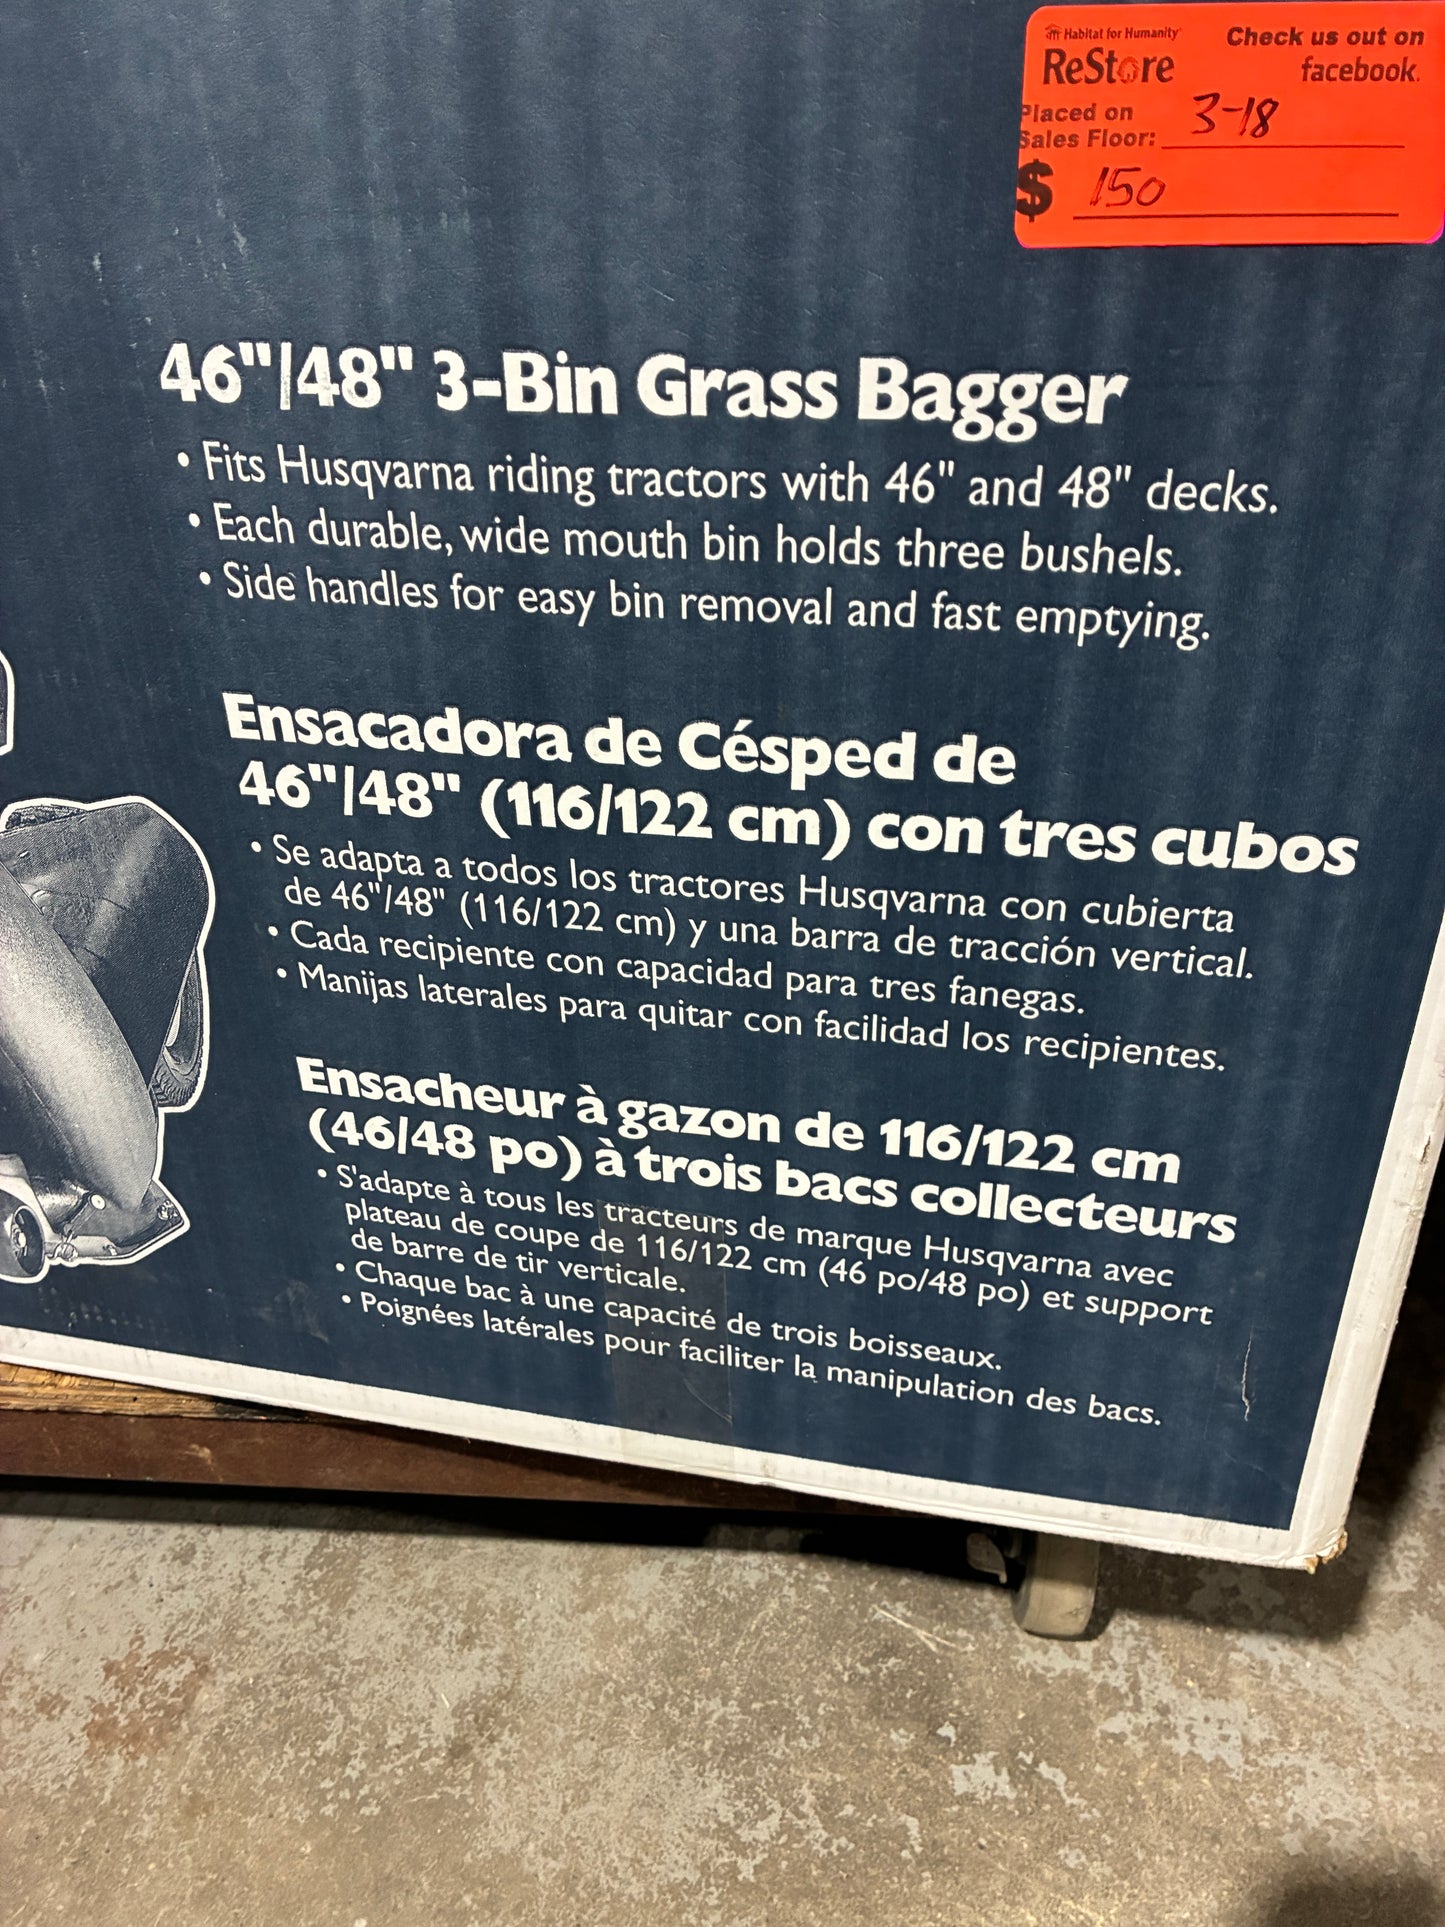 Habitat for Humanity
ReStore
Check us out on
facebook.
Placed on
Sales Floor: 3-18
$ 150
46"/48" 3-Bin Grass Bagger
• Fits Husqvarna riding tractors with 46" and 48" decks.
• Each durable, wide mouth bin holds three bushels.
• Side handles for easy bin removal and fast emptying.
Ensacadora de Césped de
46"/48" (116/122 cm) con tres cubos
• Se adapta a todos los tractores Husqvarna con cubierta
de 46"/48" (116/122 cm) y una barra de tracción vertical.
• Cada recipiente con capacidad para tres fanegas.
• Manijas laterales para quitar con facilidad los recipientes.
Ensacheur à gazon de 116/122 cm
(46/48 po) à trois bacs collecteurs
• S'adapte à tous les tracteurs de marque Husqvarna avec
plateau de coupe de 116/122 cm (46 po/48 po) et support
de barre de tir verticale.
• Chaque bac à une capacité de trois boisseaux.
• Poignées latérales pour faciliter la manipulation des bacs.